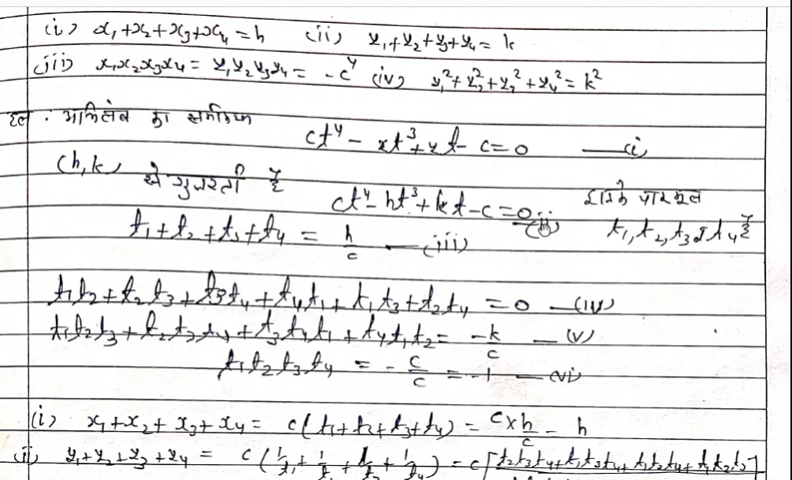 (i) x₁+x₂+x₃+x₄ = h (ii) y₁+y₂+y₃+y₄ = k
(iii) x₁x₂x₃x₄ = y₁y₂y₃y₄ = -c⁴ (iv) y₁²+y₂²+y₃²+y₄² = k²
हल : अभिलंब का समीकरण
ct⁴ - xt³ + yt - c = 0 —(i)
(h,k) से गुजरती है
ct⁴ - ht³ + kt - c = 0 —(ii) इसके चार मूल
t₁+t₂+t₃+t₄ = h/c —(iii) t₁, t₂, t₃ व t₄ है
t₁t₂+t₂t₃+t₃t₄+t₄t₁+t₁t₃+t₂t₄ = 0 —(iv)
t₁t₂t₃+t₂t₃t₄+t₃t₄t₁+t₄t₁t₂ = -k/c —(v)
t₁t₂t₃t₄ = -c/c = -1 —(vi)
(i) x₁+x₂+x₃+x₄ = c(t₁+t₂+t₃+t₄) = c×h/c = h
(ii) y₁+y₂+y₃+y₄ = c(1/t₁+1/t₂+1/t₃+1/t₄) = c[t₂t₃t₄+t₁t₃t₄+t₁t₂t₄+t₁t₂t₃]